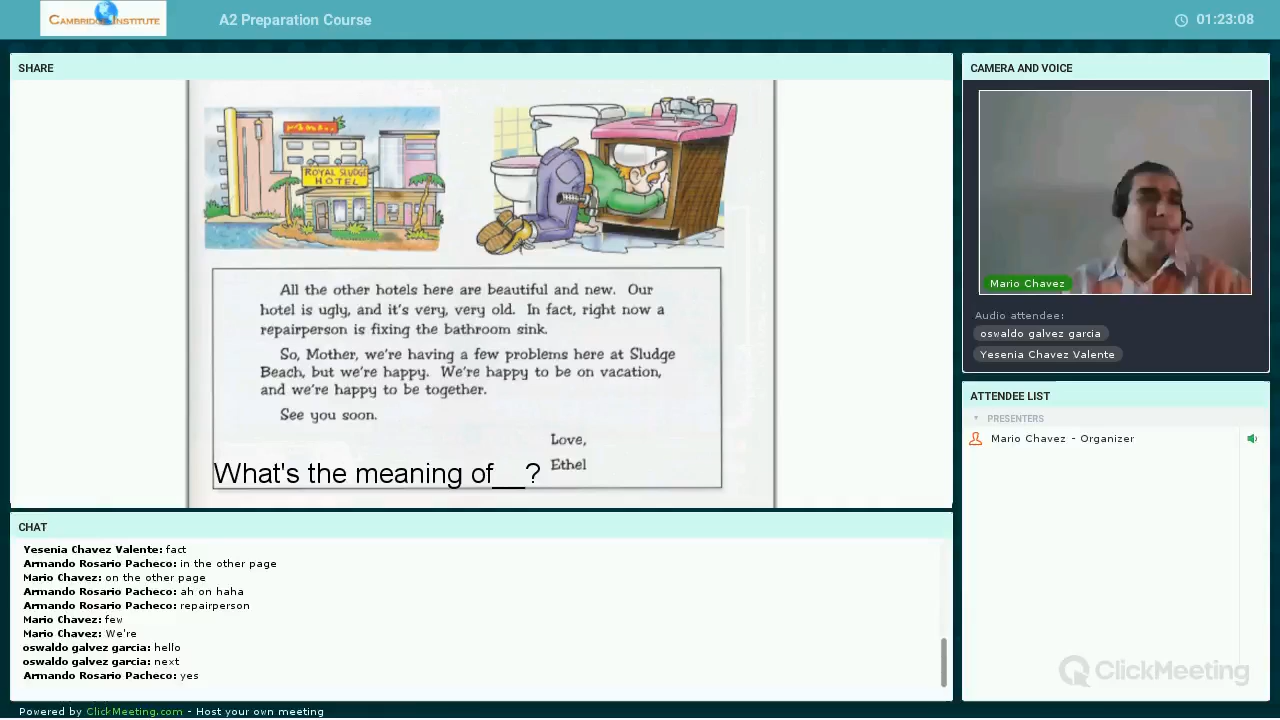 CAMBRIDGE INSTITUTE
A2 Preparation Course
01:23:08
SHARE
ROYAL SLUDGE
HOTEL
All the other hotels here are beautiful and new. Our
hotel is ugly, and it's very, very old. In fact, right now a
repairperson is fixing the bathroom sink.
So, Mother, we're having a few problems here at Sludge
Beach, but we're happy. We're happy to be on vacation,
and we're happy to be together.
See you soon.
Love,
Ethel
What's the meaning of__?
CAMERA AND VOICE
Mario Chavez
Audio attendee:
oswaldo galvez garcia
Yesenia Chavez Valente
ATTENDEE LIST
PRESENTERS
Mario Chavez - Organizer
ClickMeeting
CHAT
Yesenia Chavez Valente: fact
Armando Rosario Pacheco: in the other page
Mario Chavez: on the other page
Armando Rosario Pacheco: ah on haha
Armando Rosario Pacheco: repairperson
Mario Chavez: few
Mario Chavez: We're
oswaldo galvez garcia: hello
oswaldo galvez garcia: next
Armando Rosario Pacheco: yes
Powered by ClickMeeting.com - Host your own meeting